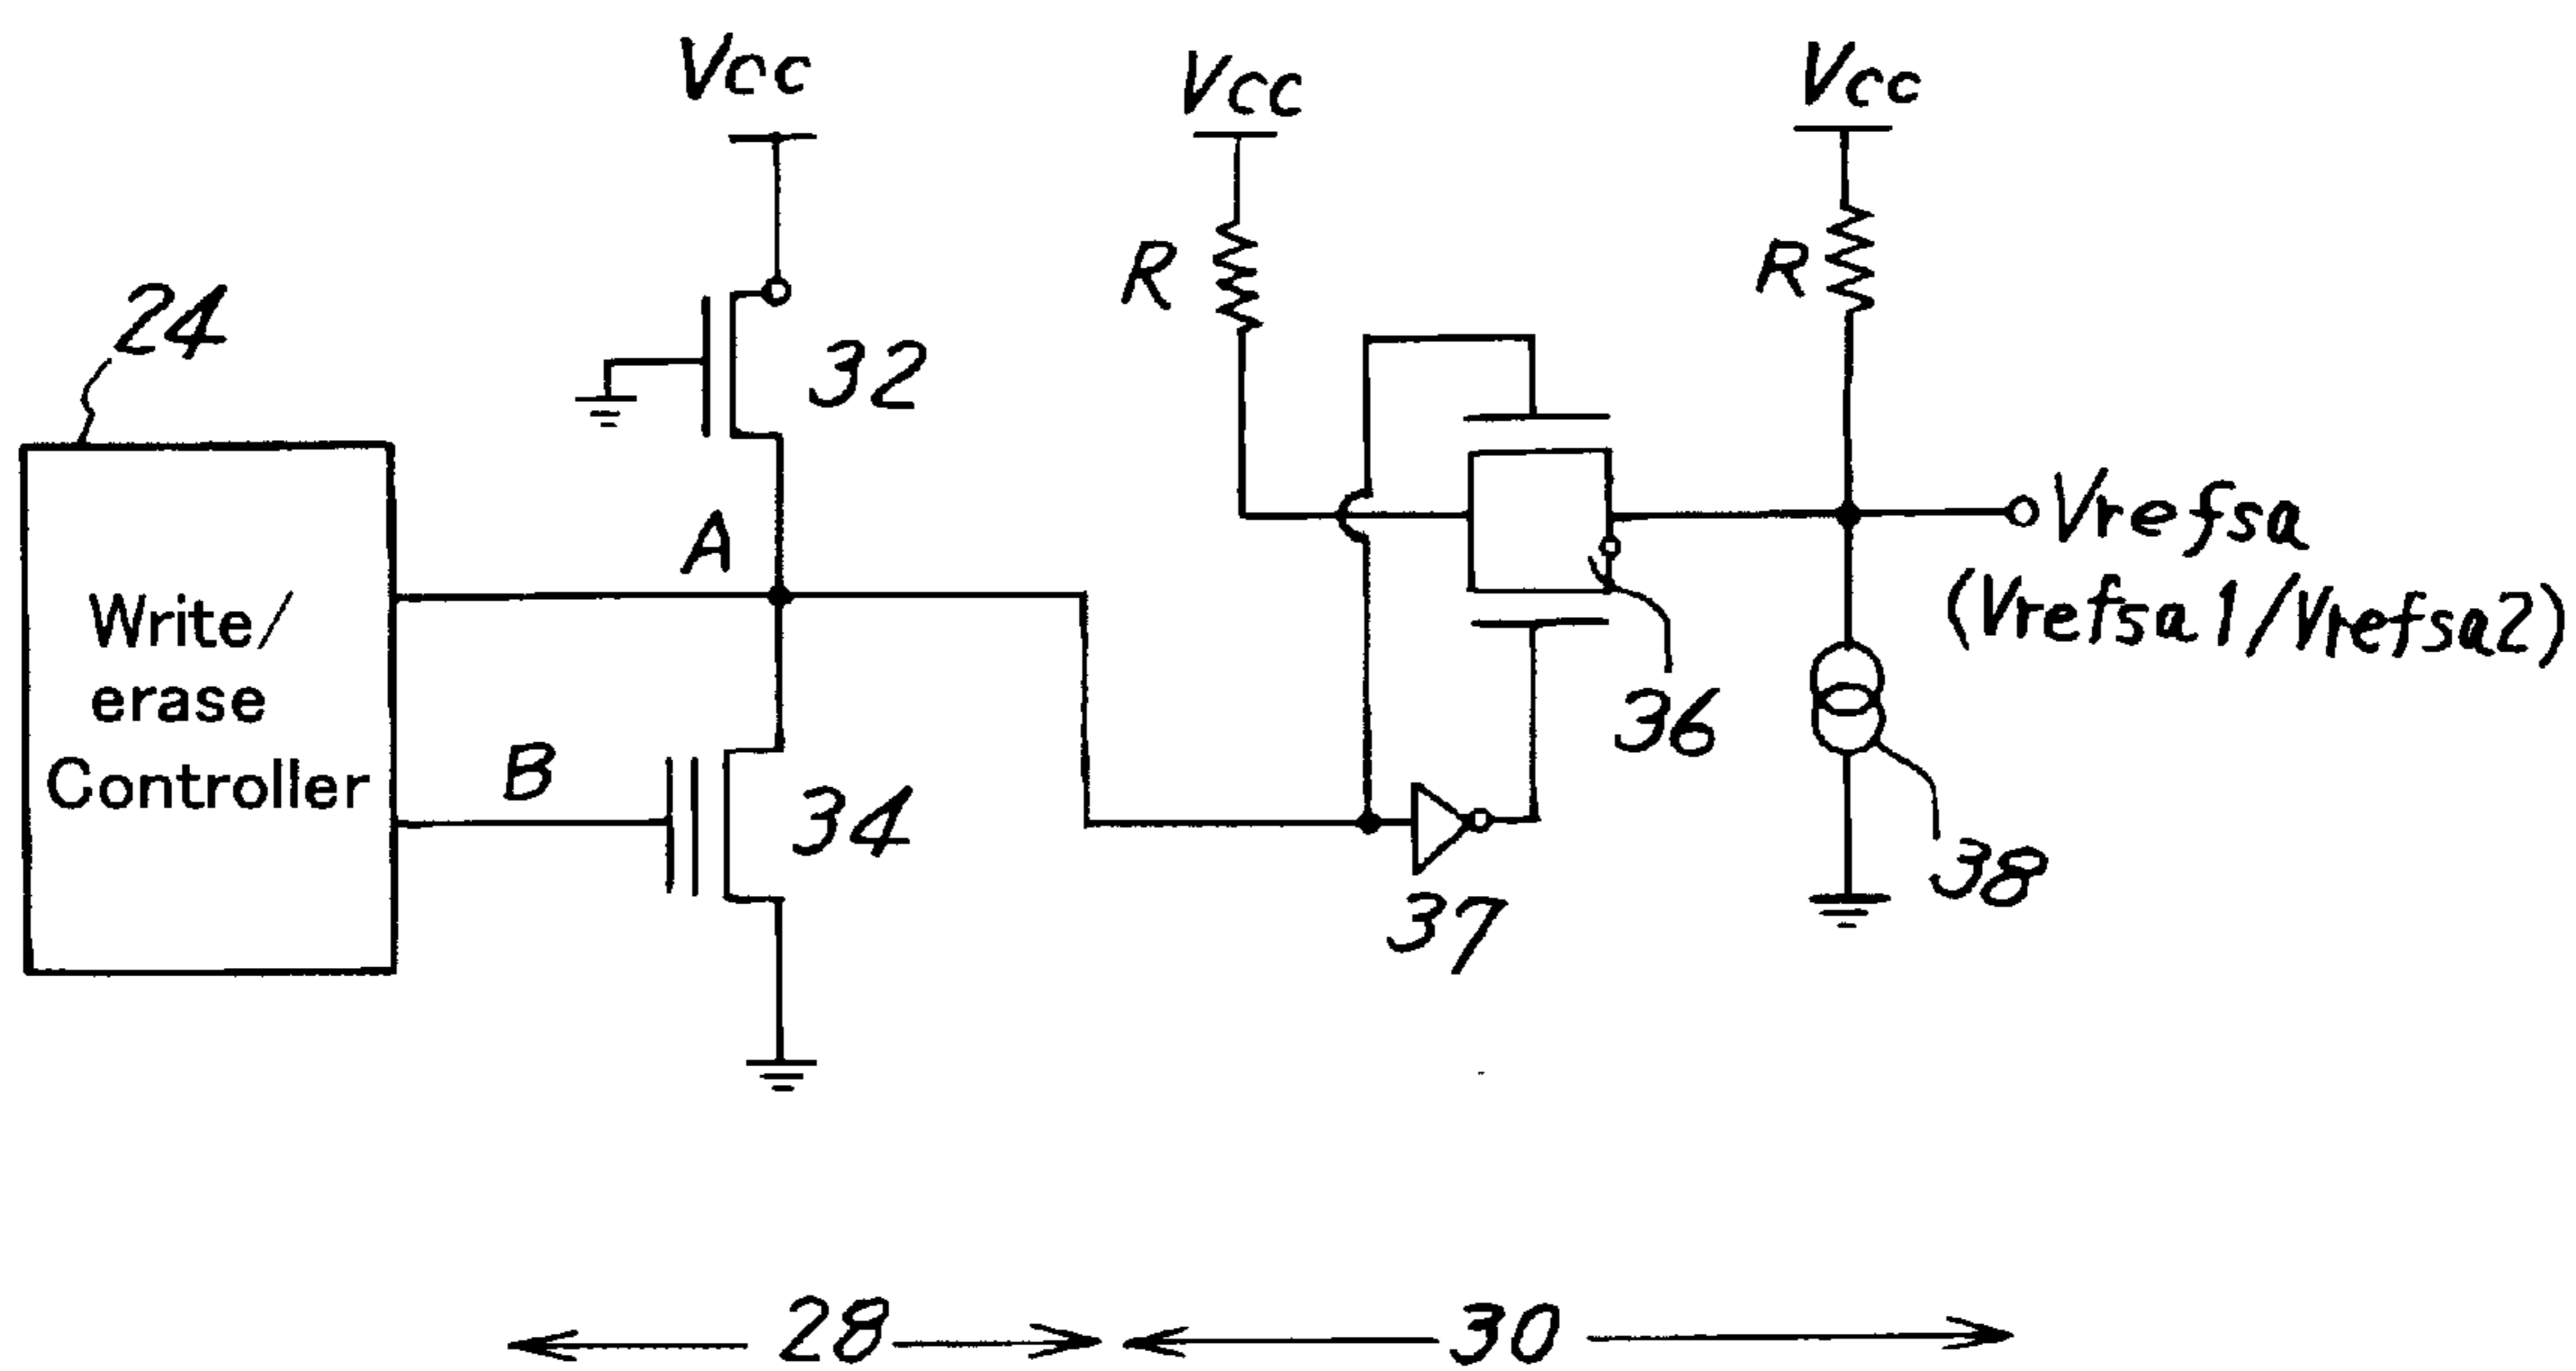 Vcc
Vcc
Vcc
R
R
24
32
A
Vrefsa
(Vrefsa1/Vrefsa2)
Write/
erase
Controller
B
34
36
37
38
28
30